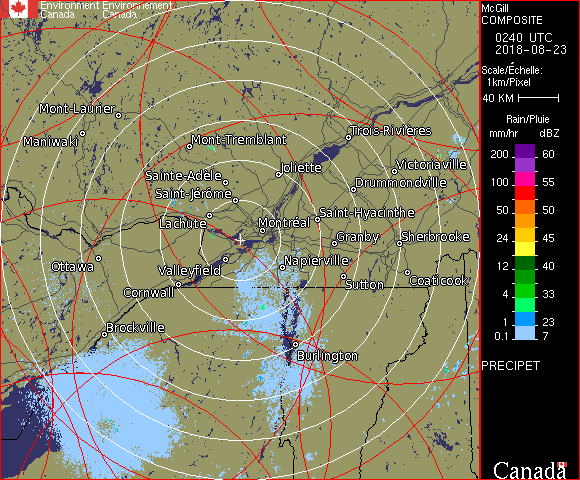 Environment Environnement
Canada Canada
McGill
COMPOSITE
0240 UTC
2018-08-23
Scale/Échelle:
1km/Pixel
40 KM
Rain/Pluie
mm/hr dBZ
200 60
100 55
50 50
24 45
12 40
4 33
1 23
0.1 7
PRECIPET
Canada
Mont-Laurier
Maniwaki
Mont-Tremblant
Trois-Rivières
Joliette
Victoriaville
Sainte-Adèle
Drummondville
Saint-Jérôme
Saint-Hyacinthe
Lachute
Montréal
Granby
Sherbrooke
Ottawa
Valleyfield
Napierville
Cornwall
Sutton
Coaticook
Brockville
Burlington